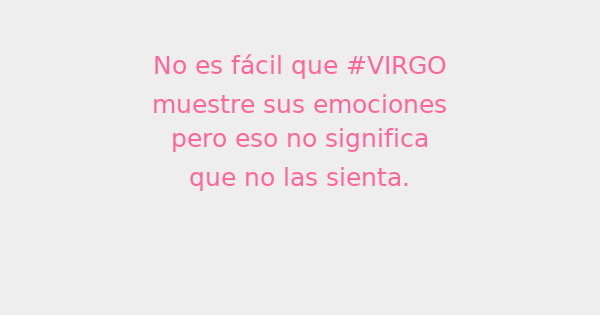 No es fácil que #VIRGO
muestre sus emociones
pero eso no significa
que no las sienta.